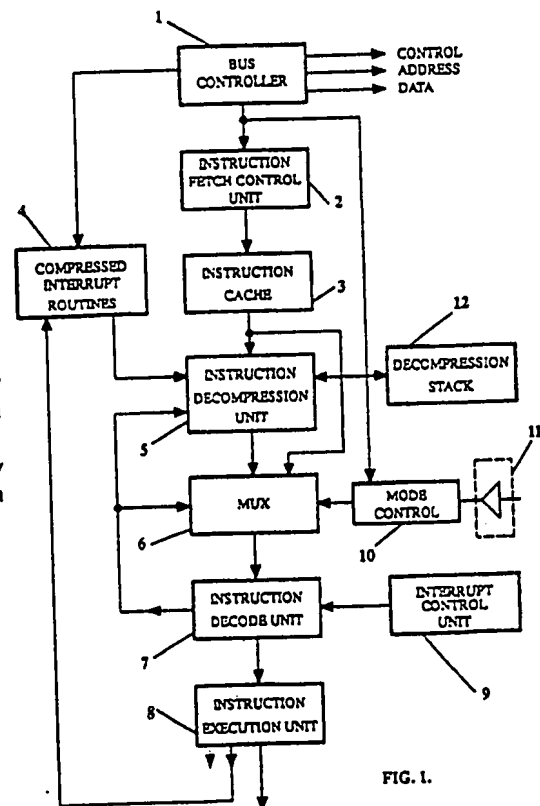 1
BUS
CONTROLLER
CONTROL
ADDRESS
DATA
INSTRUCTION
FETCH CONTROL
UNIT
2
4
COMPRESSED
INTERRUPT
ROUTINES
INSTRUCTION
CACHE
3
12
INSTRUCTION
DECOMPRESSION
UNIT
5
DECOMPRESSION
STACK
11
MUX
6
MODE
CONTROL
10
INSTRUCTION
DECODE UNIT
7
INTERRUPT
CONTROL
UNIT
9
8
INSTRUCTION
EXECUTION UNIT
FIG. 1.